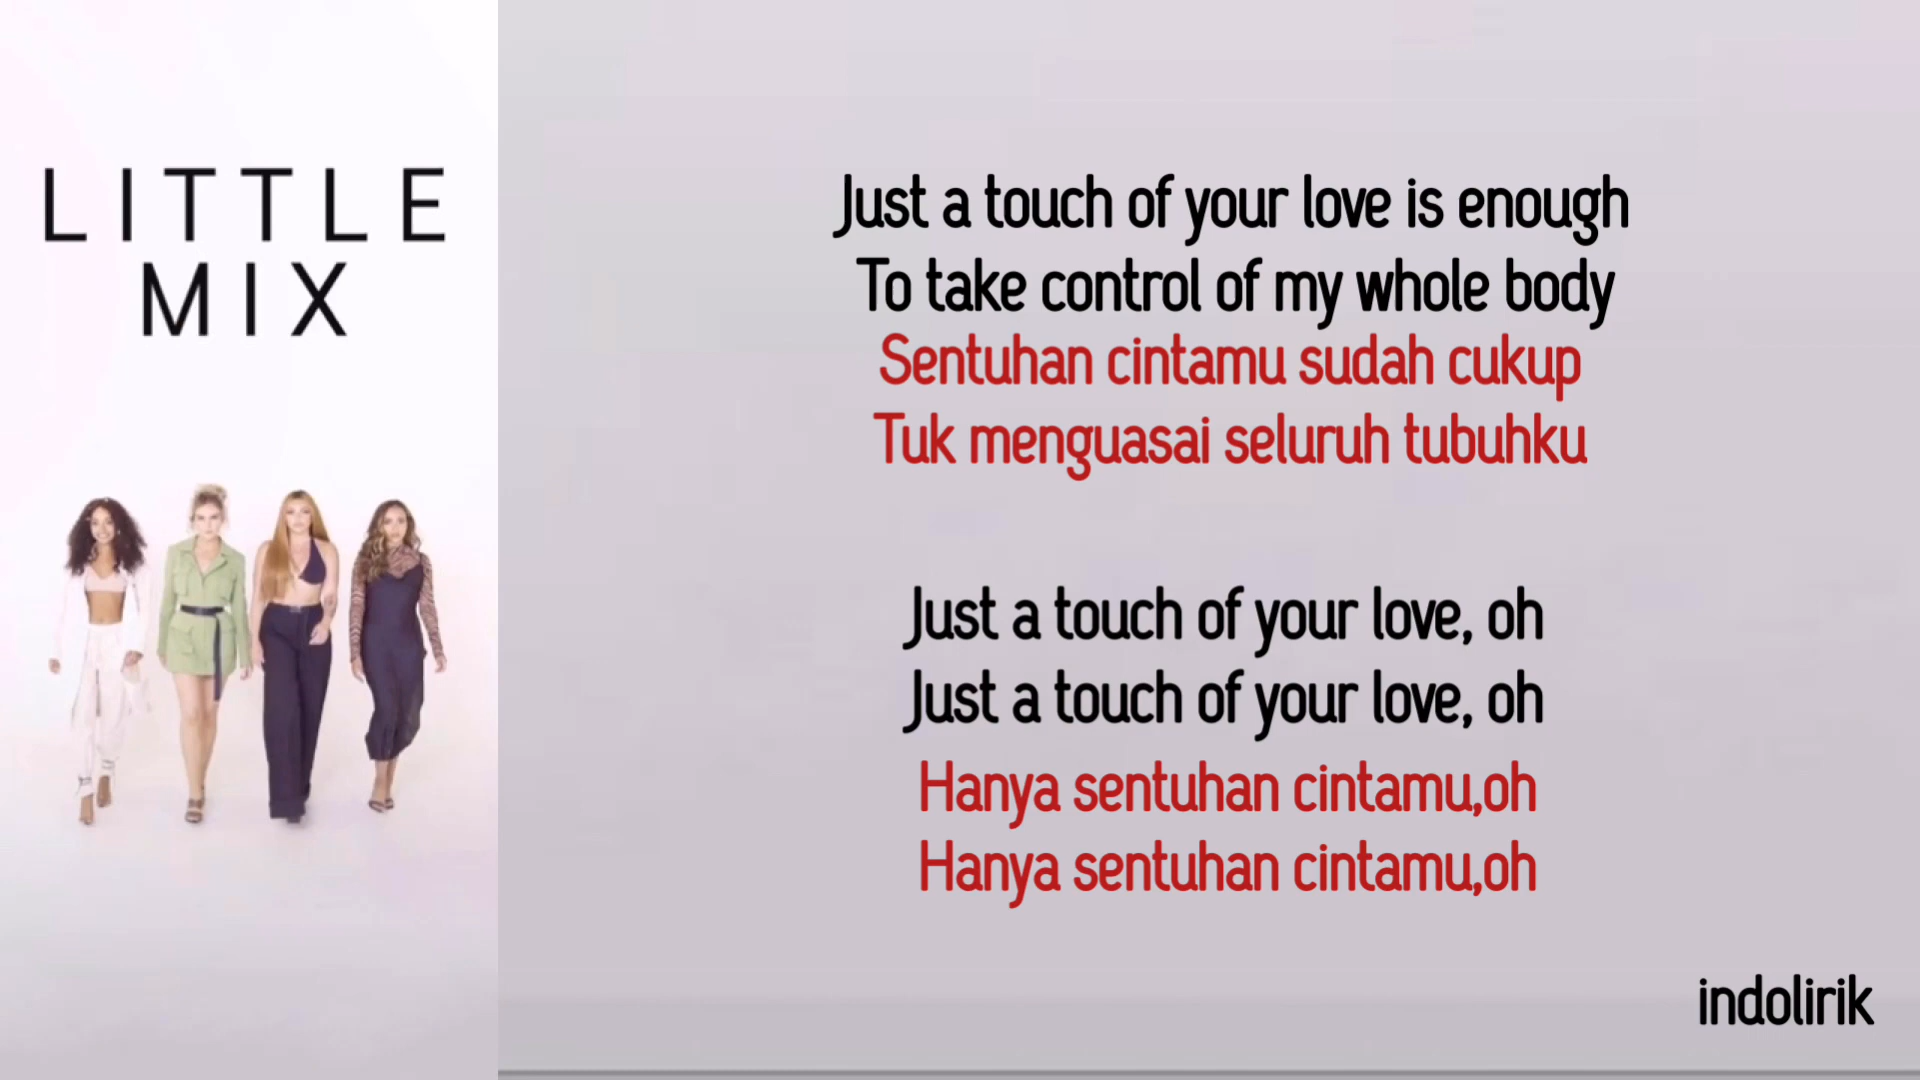 LITTLE
MIX
Just a touch of your love is enough
To take control of my whole body
Sentuhan cintamu sudah cukup
Tuk menguasai seluruh tubuhku
Just a touch of your love, oh
Just a touch of your love, oh
Hanya sentuhan cintamu,oh
Hanya sentuhan cintamu,oh
indolirik